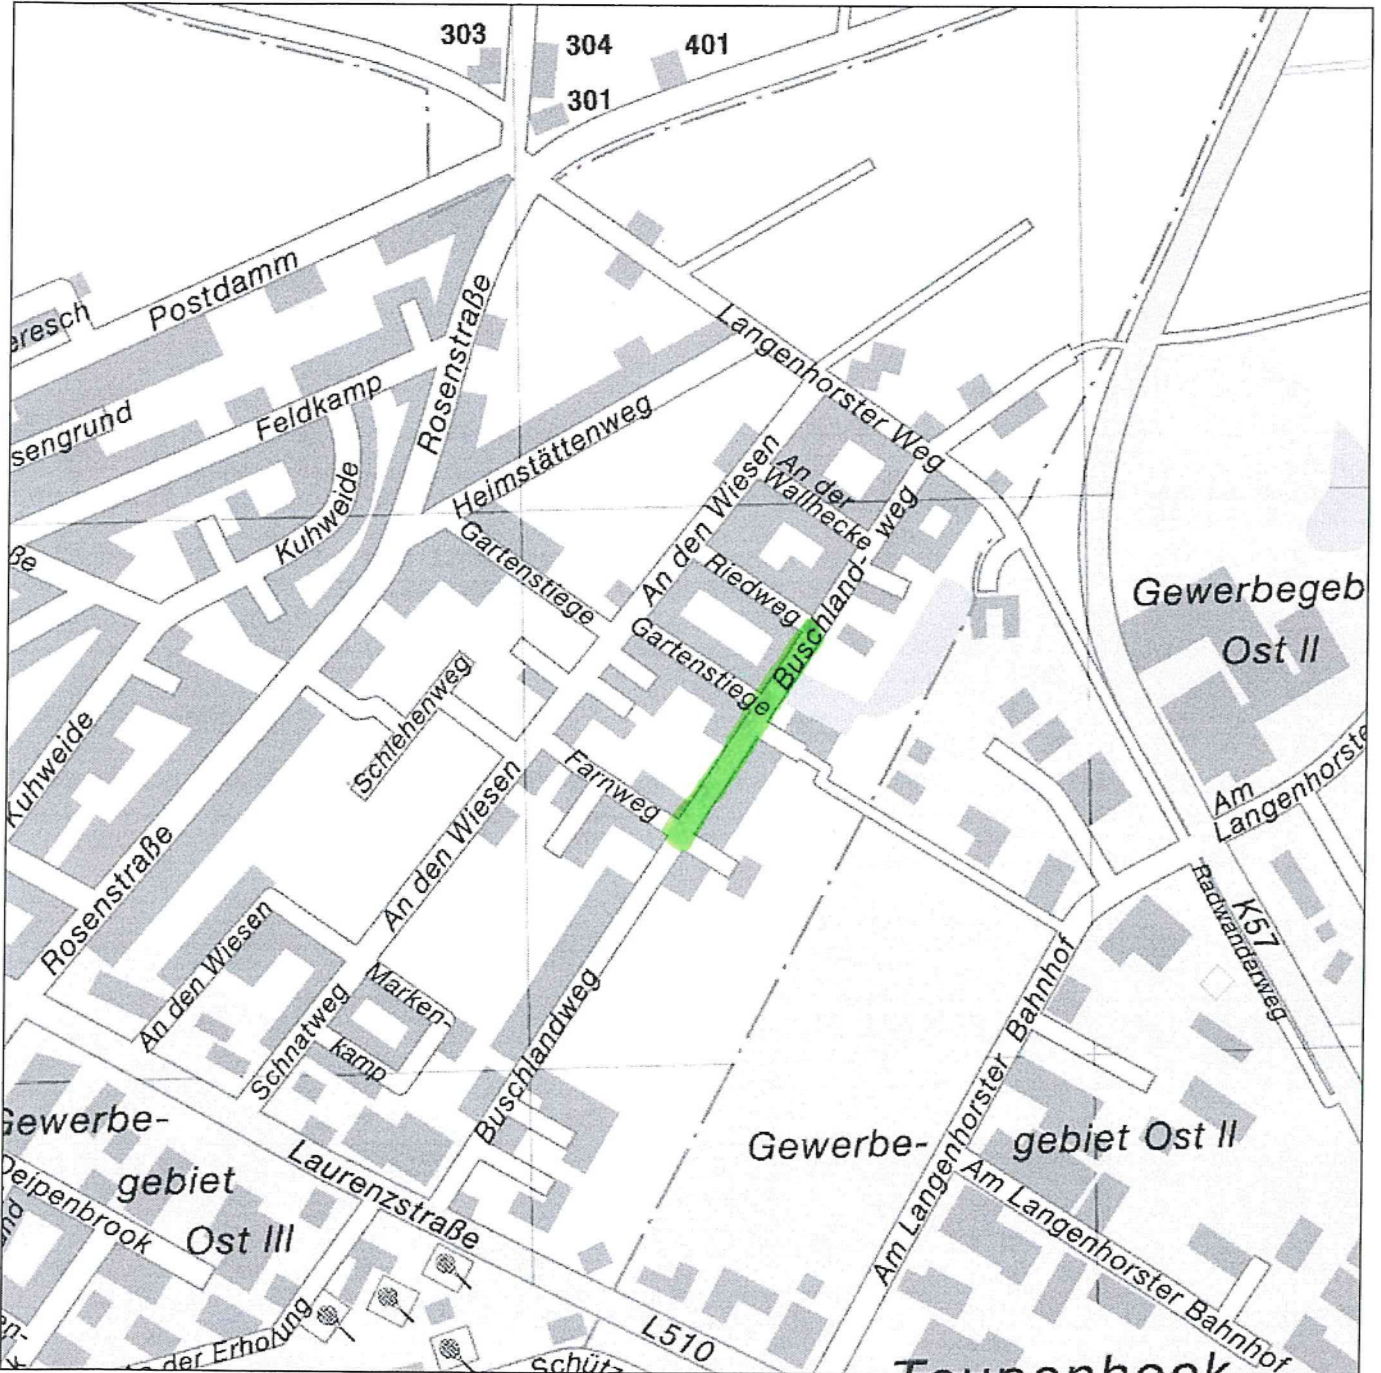 303
304
401
301
Postdamm
Rosenstraße
Langenhorster Weg
Feldkamp
Heimstättenweg
Kuhweide
Gartenstiege
An den Wiesen
An der
Wallhecke
Buschland-
weg
Riedweg
Gartenstiege
Gewerbegeb
Ost II
Schlehenweg
Kuhweide
Farnweg
An den Wiesen
Am
Langenhorste
Rosenstraße
An den Wiesen
Radwanderweg
K57
Marken-
kamp
Schnatweg
Buschlandweg
Am Langenhorster Bahnhof
Gewerbe-
gebiet
Ost III
Gewerbe-
gebiet Ost II
Laurenzstraße
Deipenbrook
Am Langenhorster Bahnhof
L510
der Erholung